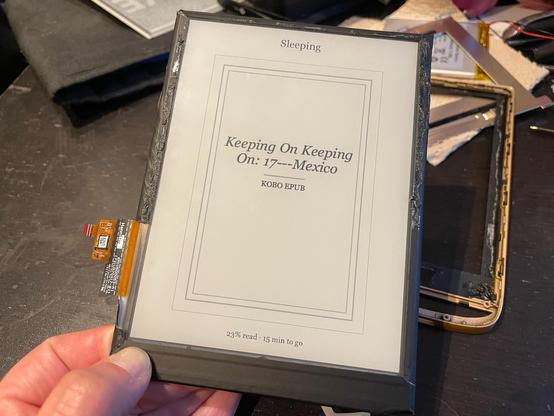 Sleeping
Keeping On Keeping
On: 17---Mexico
KOBO EPUB
23% read · 15 min to go